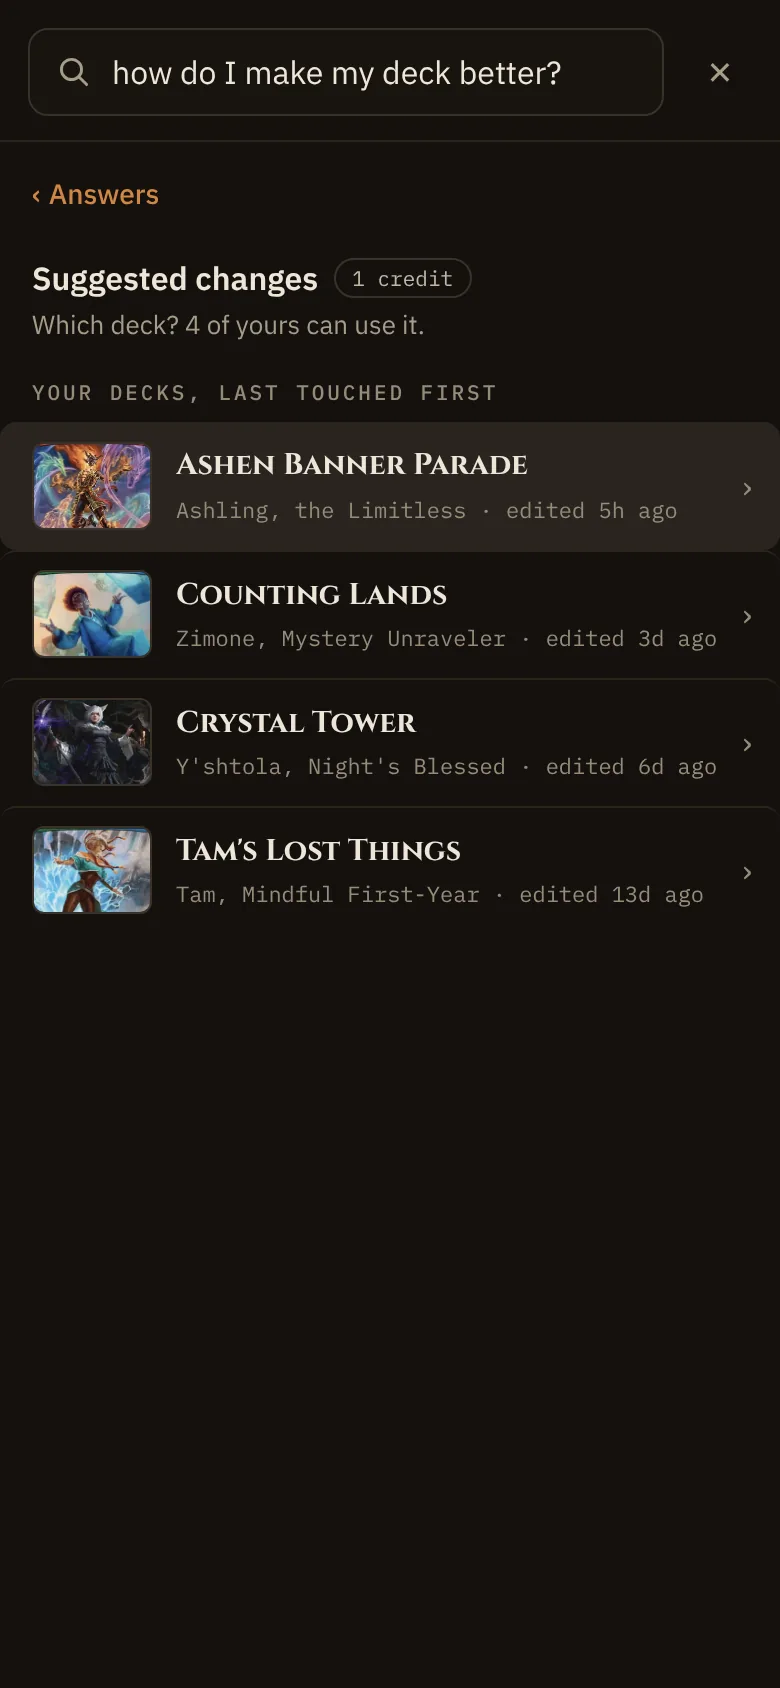 how do I make my deck better?
×
‹ Answers
Suggested changes 1 credit
Which deck? 4 of yours can use it.
YOUR DECKS, LAST TOUCHED FIRST
Ashen Banner Parade
Ashling, the Limitless · edited 5h ago
›
Counting Lands
Zimone, Mystery Unraveler · edited 3d ago
›
Crystal Tower
Y'shtola, Night's Blessed · edited 6d ago
›
Tam's Lost Things
Tam, Mindful First-Year · edited 13d ago
›